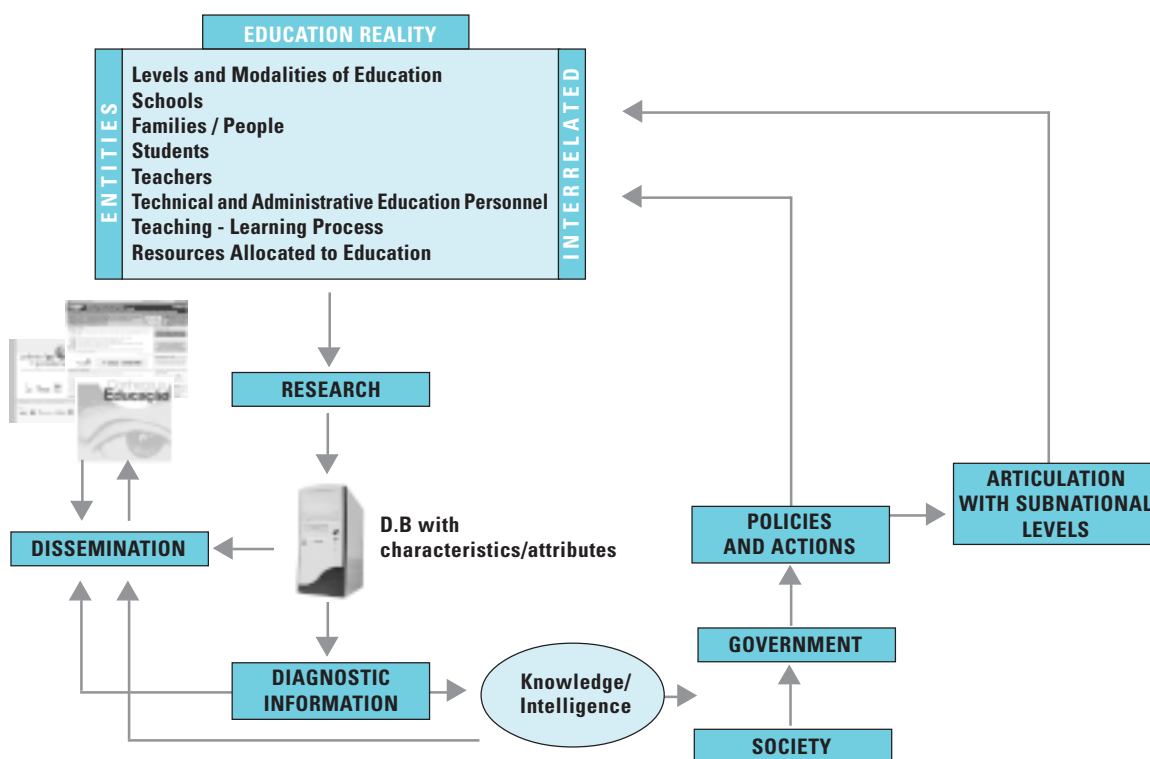 EDUCATION REALITY
ENTITIES
Levels and Modalities of Education
Schools
Families / People
Students
Teachers
Technical and Administrative Education Personnel
Teaching - Learning Process
Resources Allocated to Education
INTERRELATED
Educação
RESEARCH
D.B with
characteristics/attributes
DISSEMINATION
DIAGNOSTIC
INFORMATION
Knowledge/
Intelligence
POLICIES
AND ACTIONS
GOVERNMENT
SOCIETY
ARTICULATION
WITH SUBNATIONAL
LEVELS